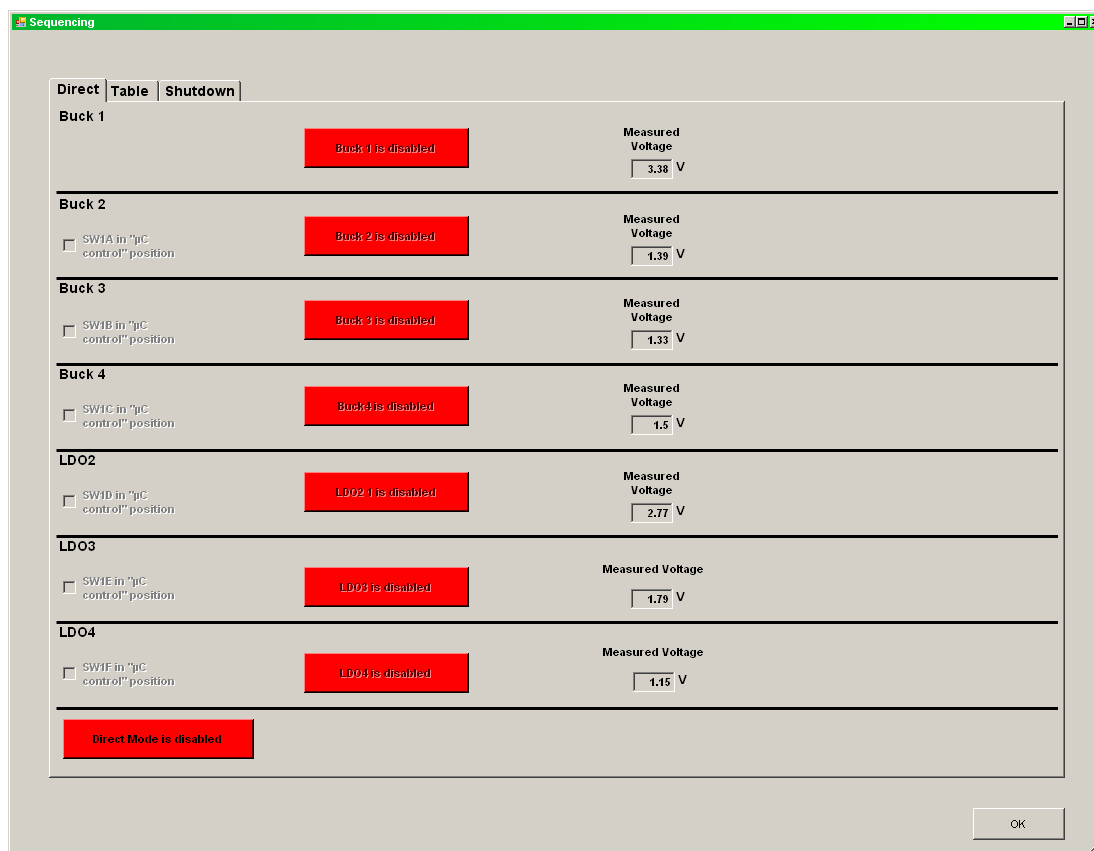 Sequencing
Direct Table Shutdown
Buck 1
Buck 1 is disabled
Measured
Voltage
3.38 V
Buck 2
SW1A in "µC
control" position
Buck 2 is disabled
Measured
Voltage
1.39 V
Buck 3
SW1B in "µC
control" position
Buck 3 is disabled
Measured
Voltage
1.33 V
Buck 4
SW1C in "µC
control" position
Buck4 is disabled
Measured
Voltage
1.5 V
LDO2
SW1D in "µC
control" position
LDO2 1 is disabled
Measured
Voltage
2.77 V
LDO3
SW1E in "µC
control" position
LDO3 is disabled
Measured Voltage
1.79 V
LDO4
SW1F in "µC
control" position
LDO4 is disabled
Measured Voltage
1.15 V
Direct Mode is disabled
OK